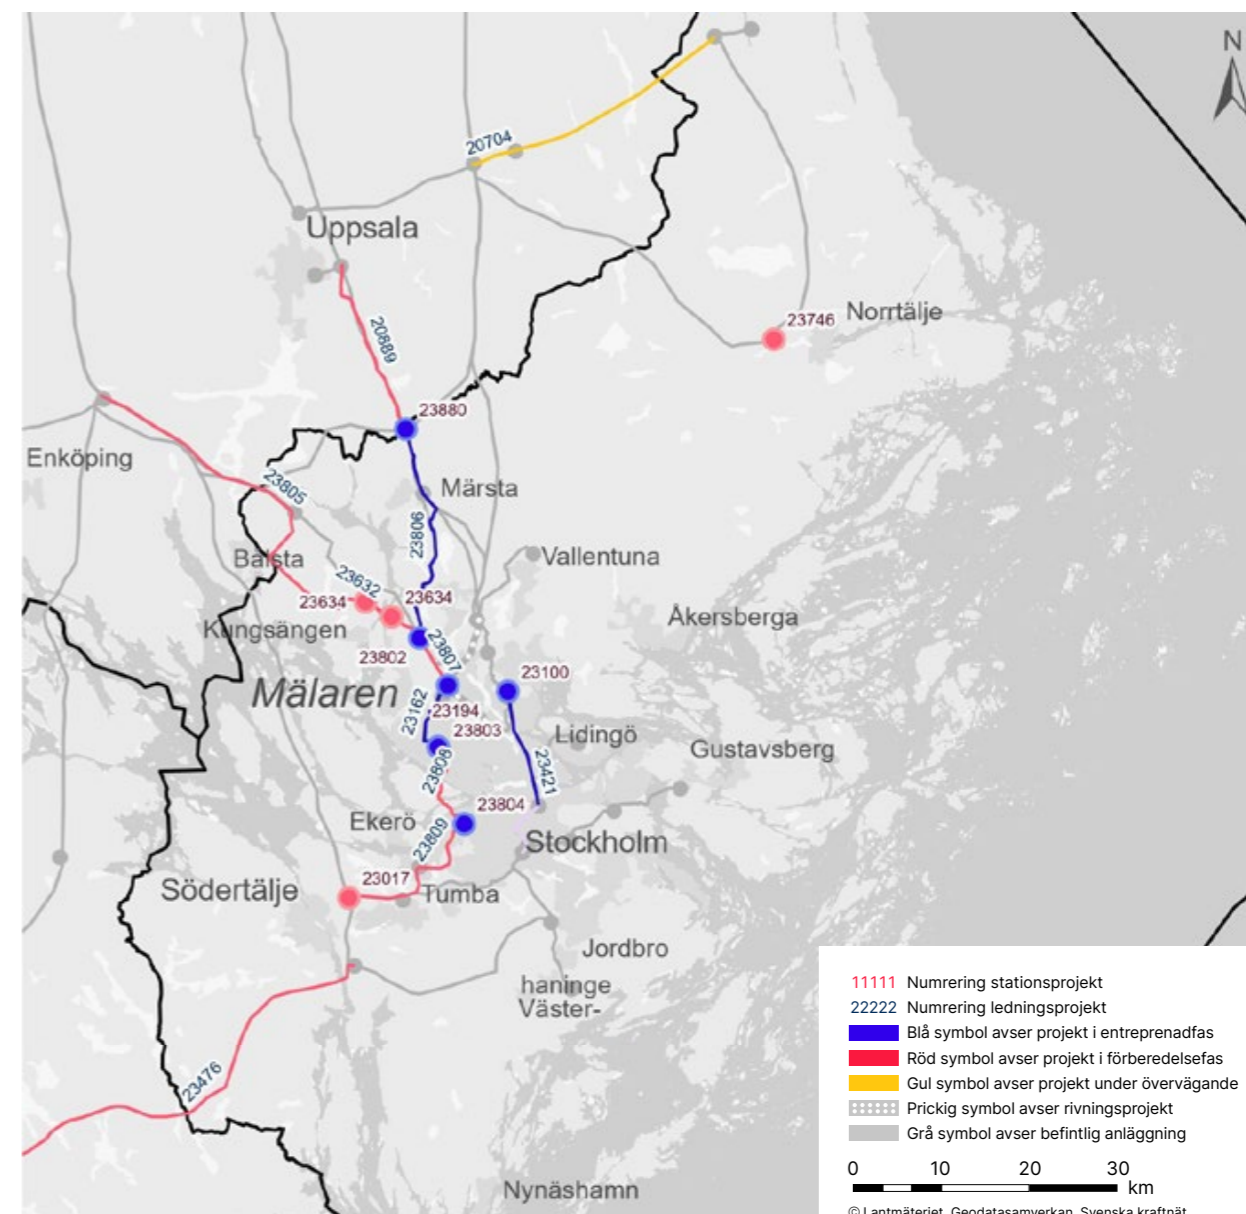 N
20704
Uppsala
20889
23746
Norrtälje
23880
Enköping
23805
Märsta
23806
Bålsta
Vallentuna
23632
23634
23634
Åkersberga
Kungsängen
23802
23807
23100
Mälaren
23162
23194
23803
Lidingö
Gustavsberg
23808
23421
23804
Ekerö
23809
Stockholm
23017
Södertälje
Tumba
Jordbro
haninge
Väster-
23476
Nynäshamn
11111 Numrering stationsprojekt
22222 Numrering ledningsprojekt
Blå symbol avser projekt i entreprenadfas
Röd symbol avser projekt i förberedelsefas
Gul symbol avser projekt under övervägande
Prickig symbol avser rivningsprojekt
Grå symbol avser befintlig anläggning
0 10 20 30
km
© Lantmäteriet, Geodatasamverkan, Svenska kraftnät